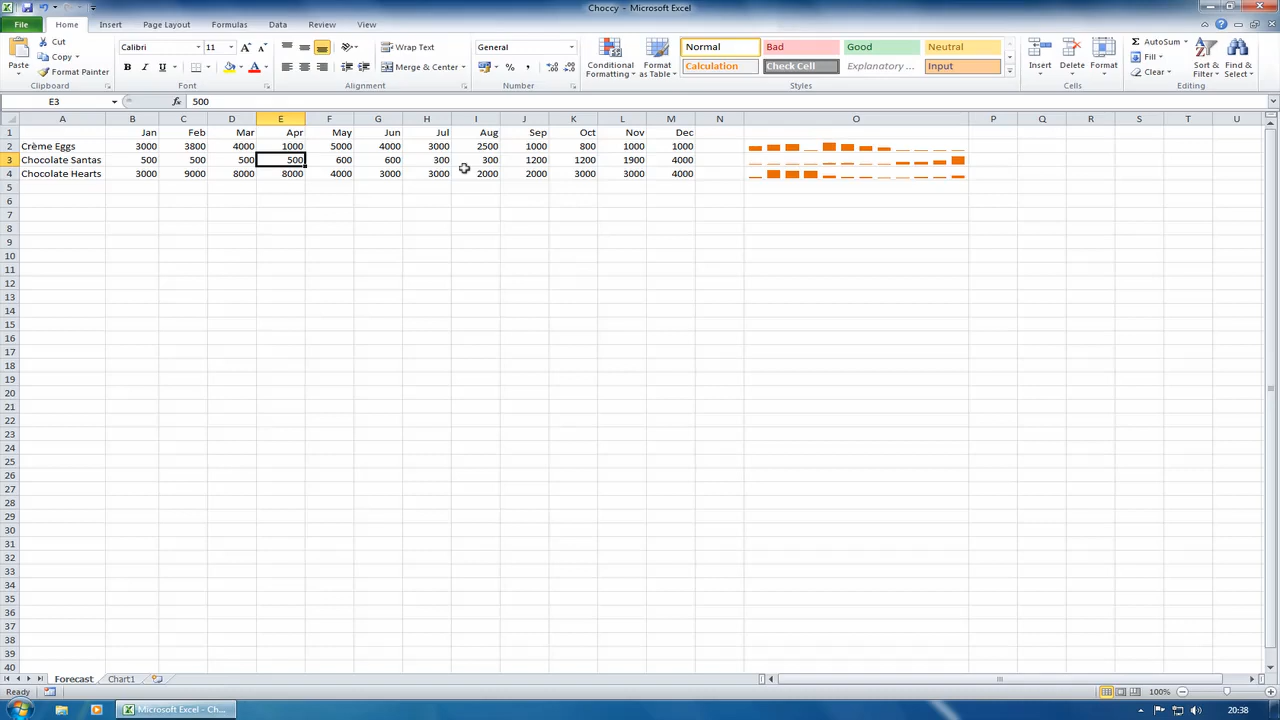 Choccy - Microsoft Excel
File Home Insert Page Layout Formulas Data Review View
Paste Cut Copy Format Painter Clipboard
Calibri 11 Font
Wrap Text Merge & Center Alignment
General % , Number
Conditional Formatting Format as Table
Normal Bad Good Neutral
Calculation Check Cell Explanatory ... Input
Styles
Insert Delete Format Cells
AutoSum Fill Clear Sort & Filter Find & Select Editing
E3 fx 500
A B C D E F G H I J K L M N O P Q R S T U
1 Jan Feb Mar Apr May Jun Jul Aug Sep Oct Nov Dec
2 Crème Eggs 3000 3800 4000 1000 5000 4000 3000 2500 1000 800 1000 1000
3 Chocolate Santas 500 500 500 500 600 600 300 300 1200 1200 1900 4000
4 Chocolate Hearts 3000 9000 8000 8000 4000 3000 3000 2000 2000 3000 3000 4000
5
6
7
8
9
10
11
12
13
14
15
16
17
18
19
20
21
22
23
24
25
26
27
28
29
30
31
32
33
34
35
36
37
38
39
40
Forecast Chart1
Ready 100%
Microsoft Excel - Ch... 20:38